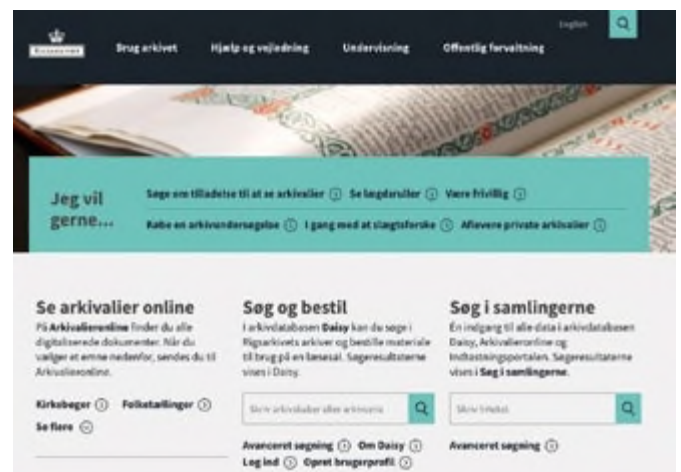 English
RIGSARKIVET
Brug arkivet Hjælp og vejledning Undervisning Offentlig forvaltning
Jeg vil gerne...
Søge om tilladelse til at se arkivalier Se lægdsruller Være frivillig
Købe en arkivundersøgelse I gang med at slægtsforske Aflevere private arkivalier
Se arkivalier online
På Arkivalieronline finder du alle
digitaliserede dokumenter. Når du
vælger et emne nedenfor, sendes du til
Arkivalieronline.
Kirkebøger Folketællinger
Se flere
Søg og bestil
I arkivdatabasen Daisy kan du søge i
Rigsarkivets arkiver og bestille materiale
til brug på en læsesal. Søgeresultaterne
vises i Daisy.
Skriv arkivskaber eller arkivserie
Avanceret søgning Om Daisy
Log ind Opret brugerprofil
Søg i samlingerne
En indgang til alle data i arkivdatabasen
Daisy, Arkivalieronline og
Indtastningsportalen. Søgeresultaterne
vises i Søg i samlingerne.
Skriv fritekst
Avanceret søgning